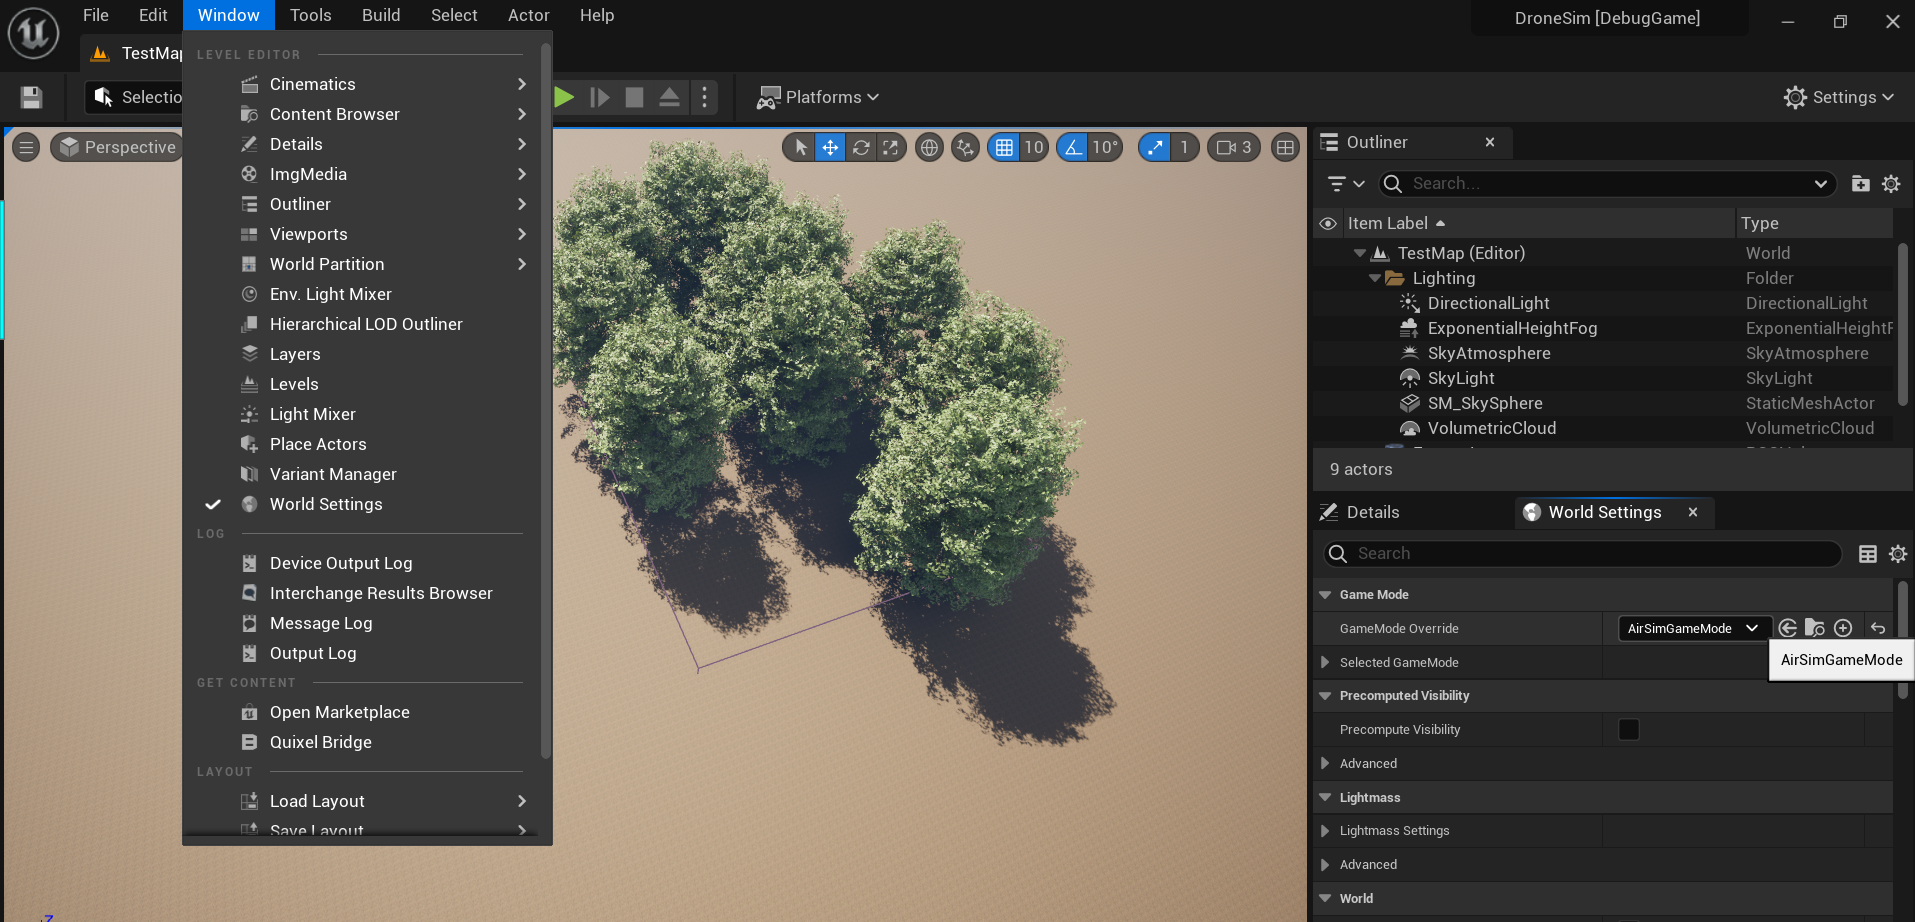 File Edit Window Tools Build Select Actor Help
DroneSim [DebugGame]
TestMap
Selectio
Platforms
Settings
LEVEL EDITOR
Cinematics
Content Browser
Details
ImgMedia
Outliner
Viewports
World Partition
Env. Light Mixer
Hierarchical LOD Outliner
Layers
Levels
Light Mixer
Place Actors
Variant Manager
World Settings
LOG
Device Output Log
Interchange Results Browser
Message Log
Output Log
GET CONTENT
Open Marketplace
Quixel Bridge
LAYOUT
Load Layout
Save Layout
Perspective
10 10° 1 3
Z
Outliner
Search...
Item Label Type
TestMap (Editor) World
Lighting Folder
DirectionalLight DirectionalLight
ExponentialHeightFog ExponentialHeightF
SkyAtmosphere SkyAtmosphere
SkyLight SkyLight
SM_SkySphere StaticMeshActor
VolumetricCloud VolumetricCloud
9 actors
Details World Settings
Search
Game Mode
GameMode Override AirSimGameMode
AirSimGameMode
Selected GameMode
Precomputed Visibility
Precompute Visibility
Advanced
Lightmass
Lightmass Settings
Advanced
World